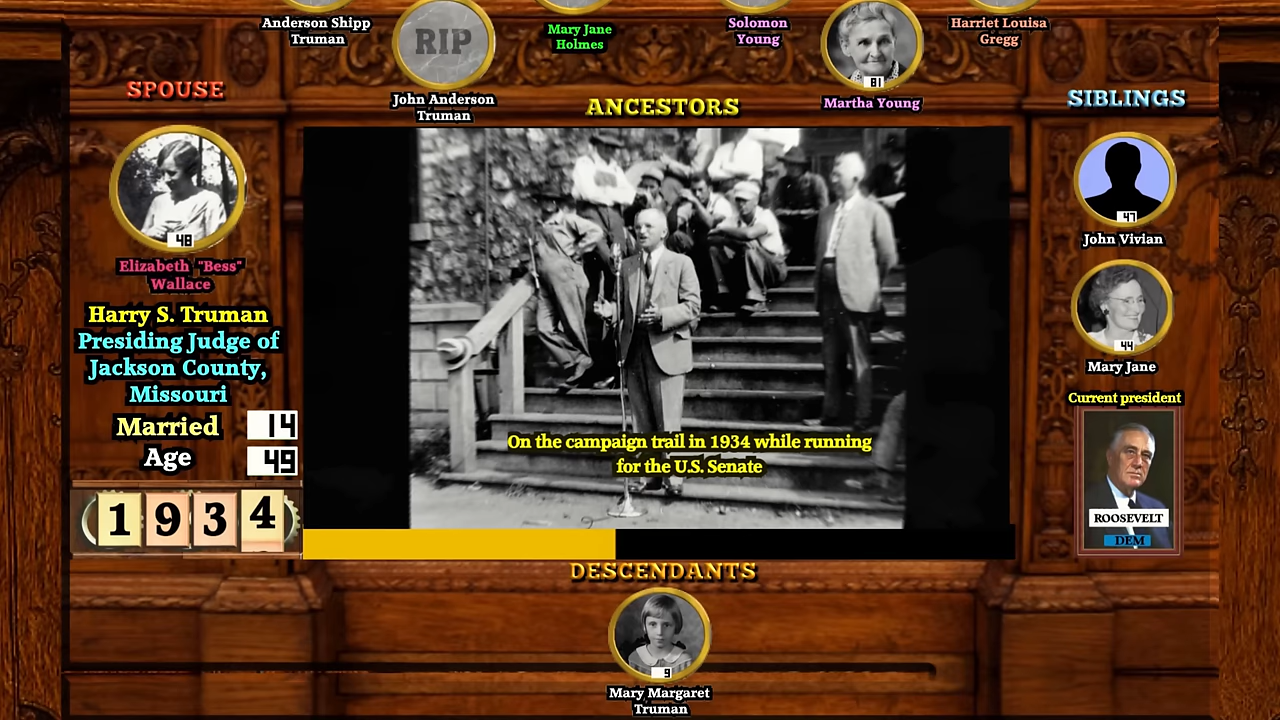 Anderson Shipp
Truman
RIP
John Anderson
Truman
Mary Jane
Holmes
Solomon
Young
81
Martha Young
Harriet Louisa
Gregg
SPOUSE
ANCESTORS
SIBLINGS
48
Elizabeth "Bess"
Wallace
Harry S. Truman
Presiding Judge of
Jackson County,
Missouri
Married 14
Age 49
1934
On the campaign trail in 1934 while running
for the U.S. Senate
47
John Vivian
44
Mary Jane
Current president
ROOSEVELT
DEM
DESCENDANTS
9
Mary Margaret
Truman